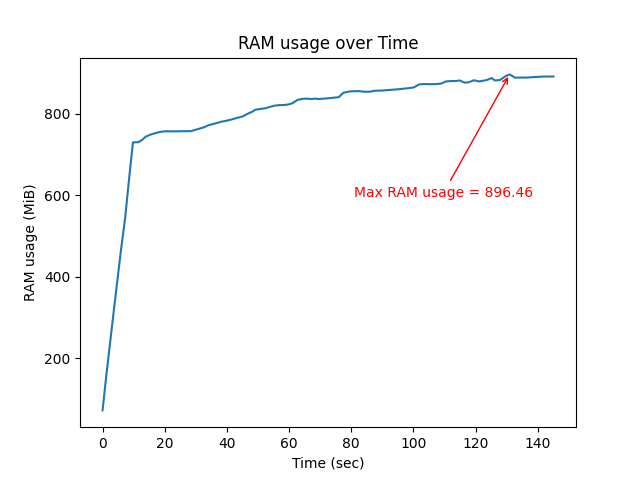 RAM usage over Time
RAM usage (MiB)
800
600
400
200
Max RAM usage = 896.46
0 20 40 60 80 100 120 140
Time (sec)